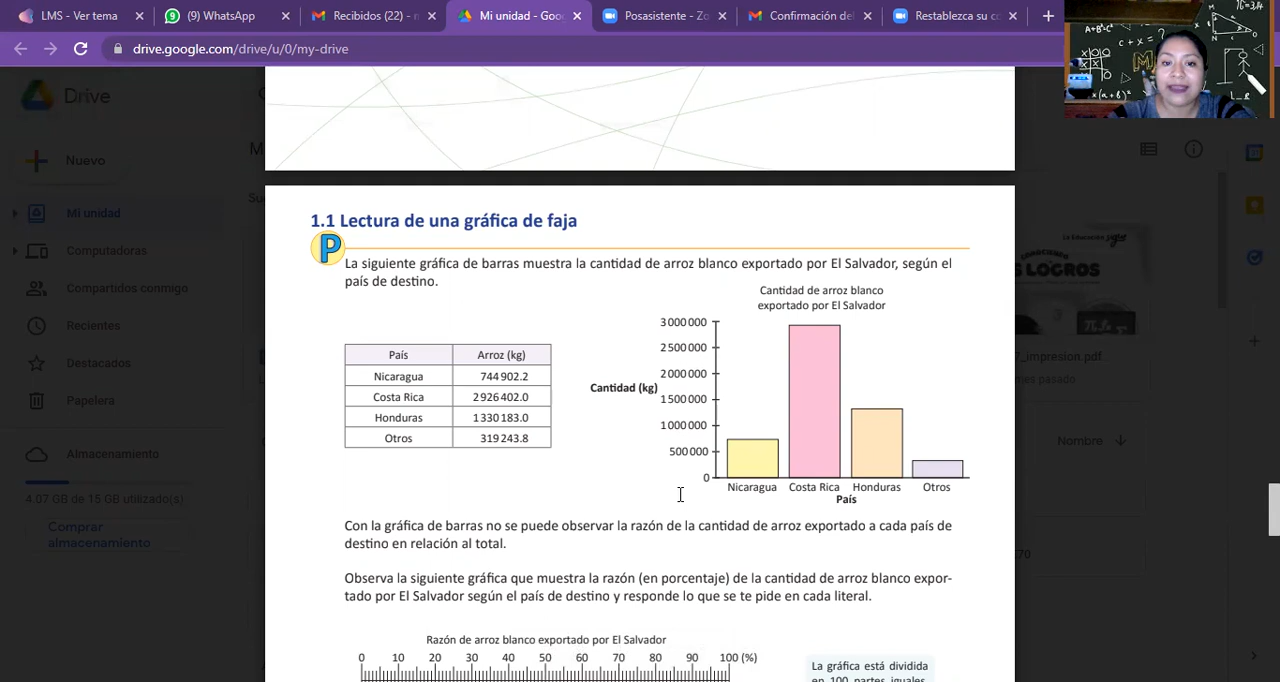 LMS - Ver tema
(9) WhatsApp
Recibidos (22) -
Mi unidad - Goo
Posasistente - Zo
Confirmación de
Restablezca su c
drive.google.com/drive/u/0/my-drive
Drive
Nuevo
Mi unidad
Computadoras
Compartidos conmigo
Recientes
Destacados
Papelera
Almacenamiento
4.07 GB de 15 GB utilizado(s)
Comprar
almacenamiento
1.1 Lectura de una gráfica de faja
P
La siguiente gráfica de barras muestra la cantidad de arroz blanco exportado por El Salvador, según el
país de destino.
País Arroz (kg)
Nicaragua 744 902.2
Costa Rica 2 926 402.0
Honduras 1 330 183.0
Otros 319 243.8
Cantidad de arroz blanco
exportado por El Salvador
Cantidad (kg)
3 000 000
2 500 000
2 000 000
1 500 000
1 000 000
500 000
0
Nicaragua Costa Rica Honduras Otros
País
Con la gráfica de barras no se puede observar la razón de la cantidad de arroz exportado a cada país de
destino en relación al total.
Observa la siguiente gráfica que muestra la razón (en porcentaje) de la cantidad de arroz blanco expor-
tado por El Salvador según el país de destino y responde lo que se te pide en cada literal.
Razón de arroz blanco exportado por El Salvador
0 10 20 30 40 50 60 70 80 90 100 (%)
La gráfica está dividida
en 100 partes iguales,
Nombre
LOGROS
_impresion.pdf
A+B²-C²
c + x = ?
x(a+b)²